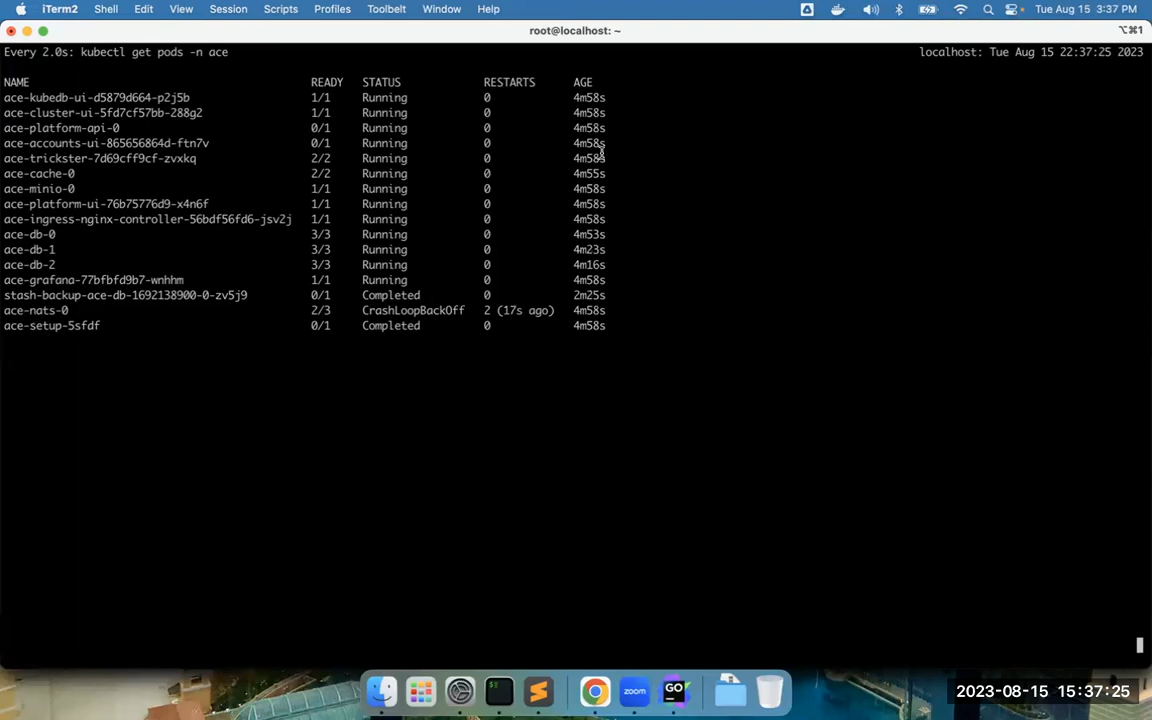 iTerm2 Shell Edit View Session Scripts Profiles Toolbelt Window Help Tue Aug 15 3:37 PM
root@localhost: ~ ⌥⌘1
Every 2.0s: kubectl get pods -n ace localhost: Tue Aug 15 22:37:25 2023
NAME READY STATUS RESTARTS AGE
ace-kubedb-ui-d5879d664-p2j5b 1/1 Running 0 4m58s
ace-cluster-ui-5fd7cf57bb-288g2 1/1 Running 0 4m58s
ace-platform-api-0 0/1 Running 0 4m58s
ace-accounts-ui-865656864d-ftn7v 0/1 Running 0 4m58s
ace-trickster-7d69cff9cf-zvxkq 2/2 Running 0 4m58s
ace-cache-0 2/2 Running 0 4m55s
ace-minio-0 1/1 Running 0 4m58s
ace-platform-ui-76b75776d9-x4n6f 1/1 Running 0 4m58s
ace-ingress-nginx-controller-56bdf56fd6-jsv2j 1/1 Running 0 4m58s
ace-db-0 3/3 Running 0 4m53s
ace-db-1 3/3 Running 0 4m23s
ace-db-2 3/3 Running 0 4m16s
ace-grafana-77bfbfd9b7-wnhhm 1/1 Running 0 4m58s
stash-backup-ace-db-1692138900-0-zv5j9 0/1 Completed 0 2m25s
ace-nats-0 2/3 CrashLoopBackOff 2 (17s ago) 4m58s
ace-setup-5sfdf 0/1 Completed 0 4m58s
zoom
GO
2023-08-15 15:37:25